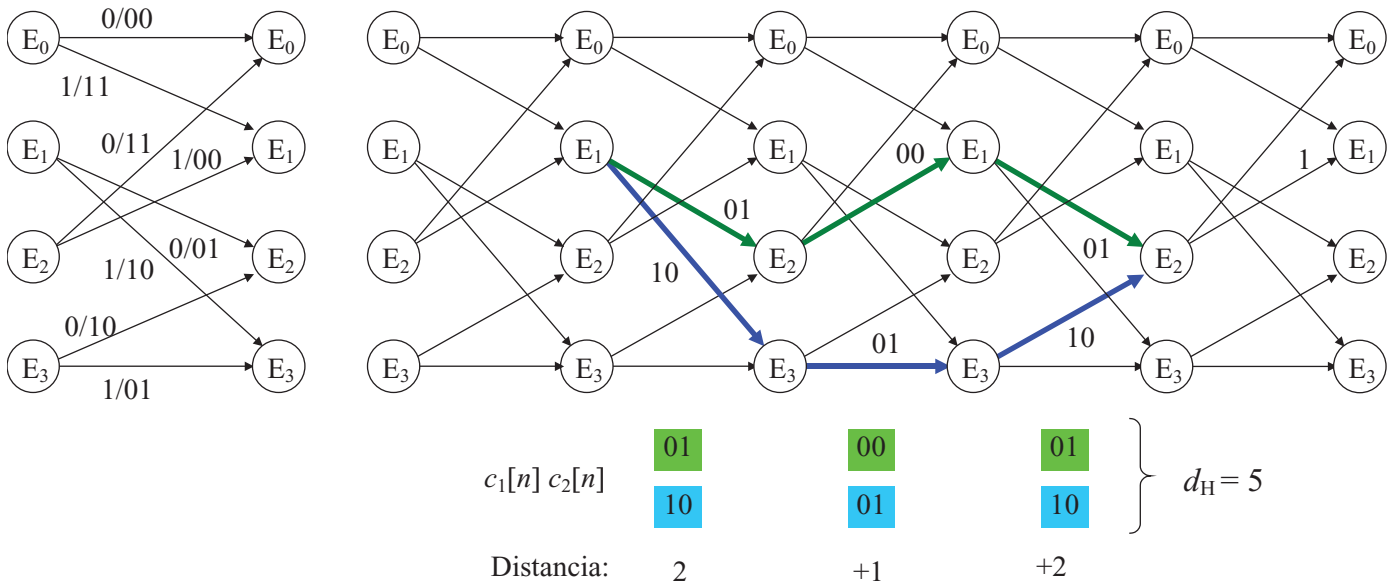 0/00
E0 E0 E0 E0 E0 E0 E0 E0
1/11
0/11
1/00
00
1
E1 E1 E1 E1 E1 E1 E1 E1
01
0/01
01
E2 E2 E2 E2 E2 E2 E2 E2
1/10
10
0/10
01
10
E3 E3 E3 E3 E3 E3 E3 E3
1/01
01 00 01
c1[n] c2[n]
dH = 5
10 01 10
Distancia: 2 +1 +2